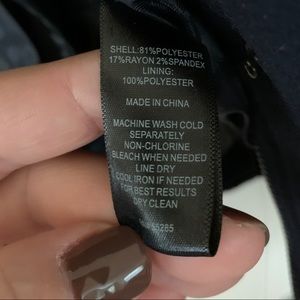 SHELL:81%POLYESTER
17%RAYON 2%SPANDEX
LINING:
100%POLYESTER
MADE IN CHINA
MACHINE WASH COLD
SEPARATELY
NON-CHLORINE
BLEACH WHEN NEEDED
LINE DRY
COOL IRON IF NEEDED
FOR BEST RESULTS
DRY CLEAN